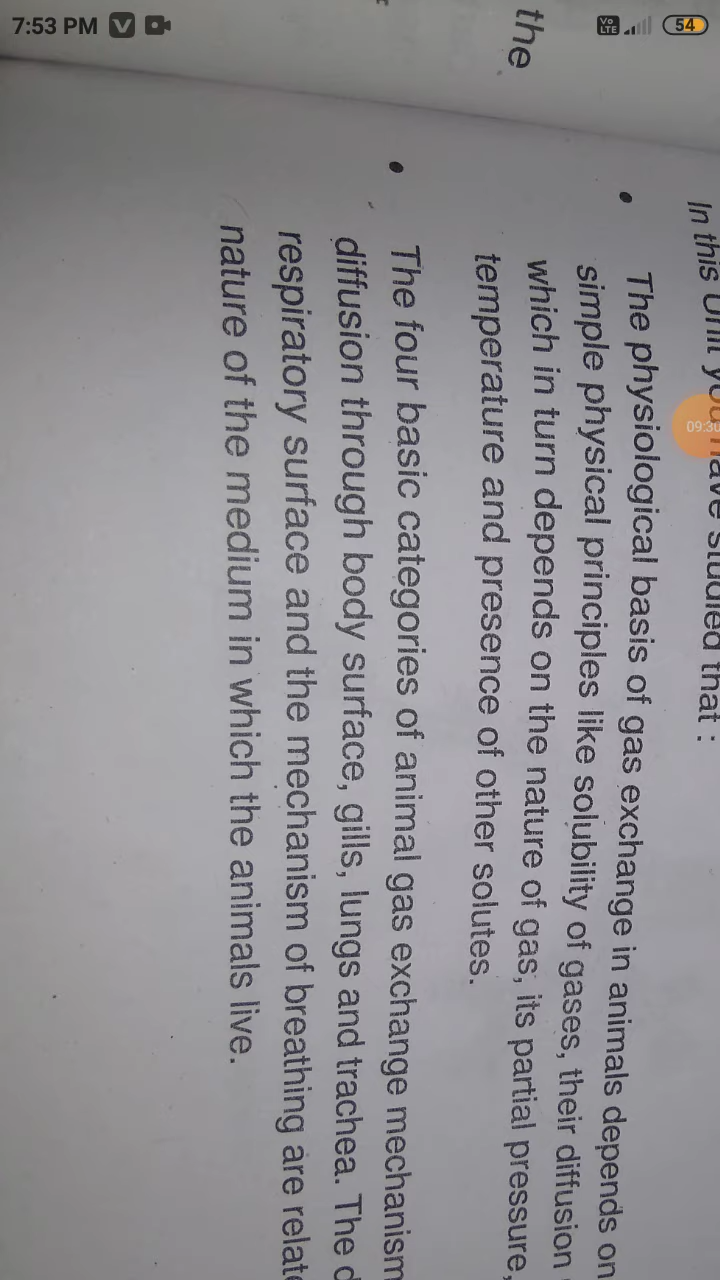 7:53 PM
VoLTE
54
09:30
the
In this Unit you have studied that :
• The physiological basis of gas exchange in animals depends on
simple physical principles like solubility of gases, their diffusion
which in turn depends on the nature of gas, its partial pressure,
temperature and presence of other solutes.
• The four basic categories of animal gas exchange mechanism
diffusion through body surface, gills, lungs and trachea. The
respiratory surface and the mechanism of breathing are
nature of the medium in which the animals live.